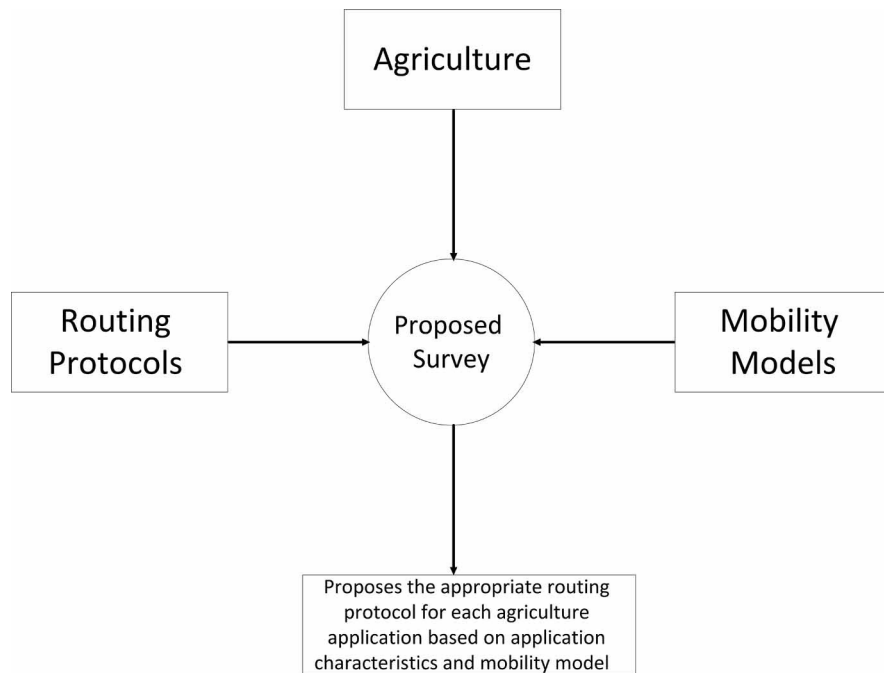 Agriculture
Routing
Protocols
Proposed
Survey
Mobility
Models
Proposes the appropriate routing
protocol for each agriculture
application based on application
characteristics and mobility model